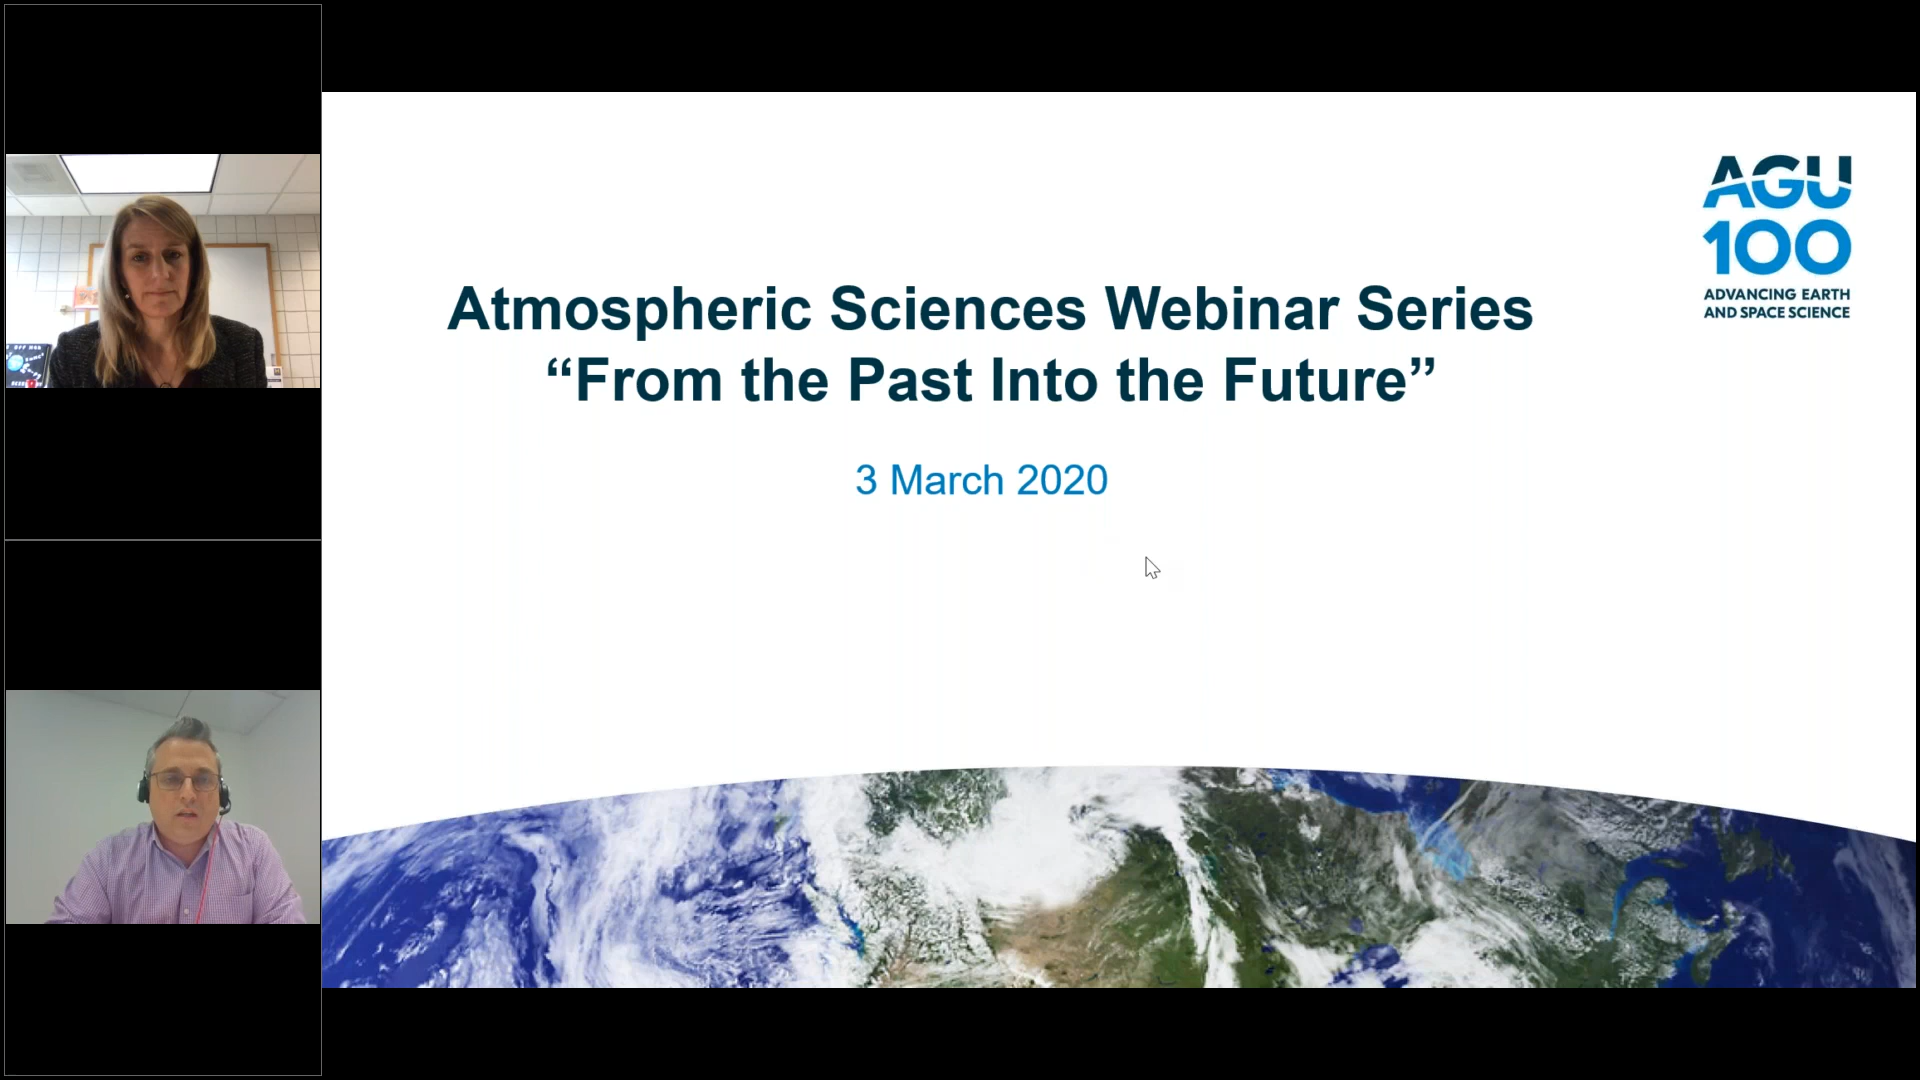 Atmospheric Sciences Webinar Series
“From the Past Into the Future”
3 March 2020
AGU
100
ADVANCING EARTH
AND SPACE SCIENCE